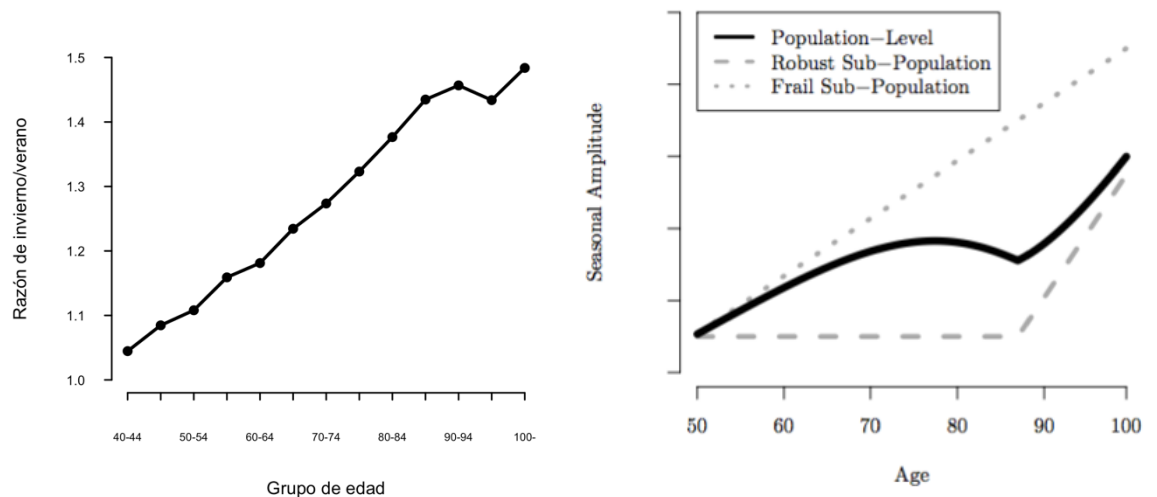 1.5
1.4
1.3
1.2
1.1
1.0
Razón de invierno/verano
40-44
50-54
60-64
70-74
80-84
90-94
100-
Grupo de edad
Population−Level
Robust Sub−Population
Frail Sub−Population
Seasonal Amplitude
50
60
70
80
90
100
Age